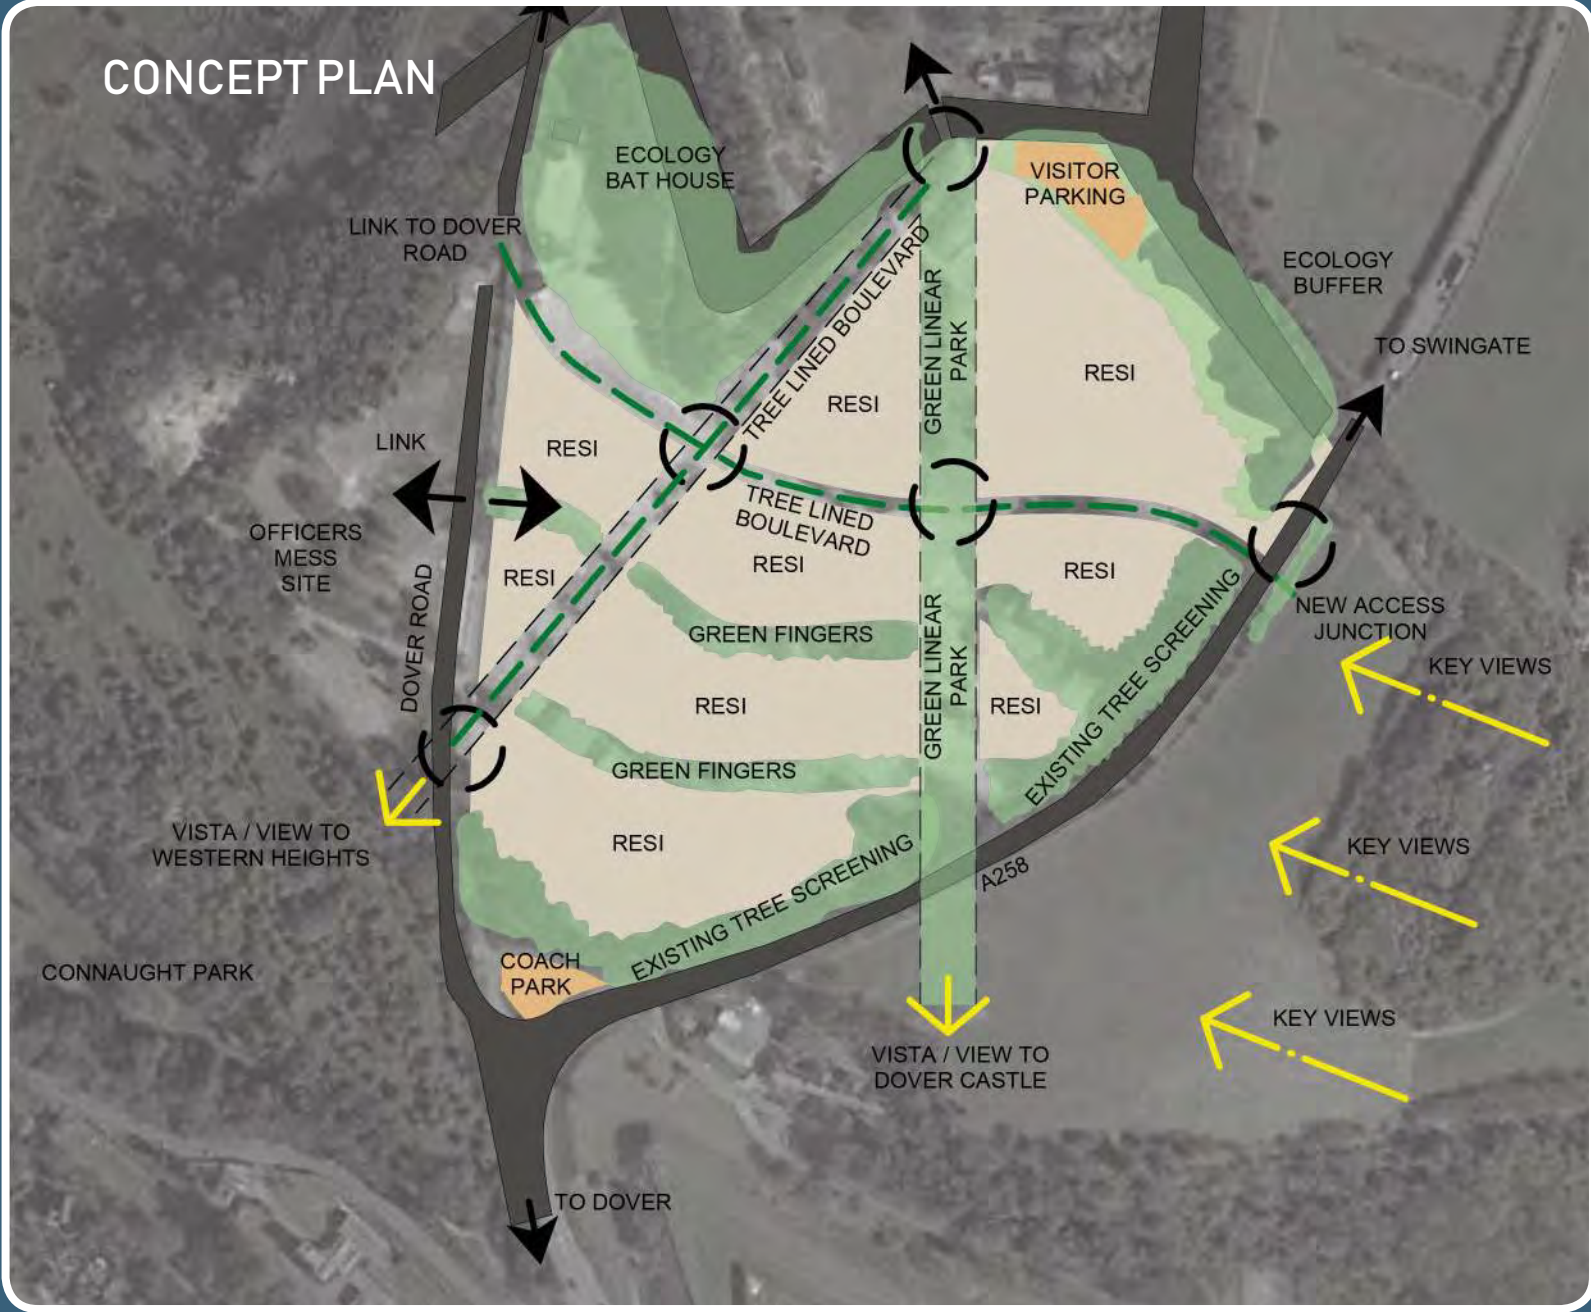 CONCEPT PLAN
ECOLOGY
BAT HOUSE
VISITOR
PARKING
LINK TO DOVER
ROAD
ECOLOGY
BUFFER
TREE LINED BOULEVARD
GREEN LINEAR
PARK
TO SWINGATE
RESI
RESI
LINK
RESI
TREE LINED
BOULEVARD
OFFICERS
MESS
SITE
RESI
RESI
RESI
DOVER ROAD
GREEN FINGERS
GREEN LINEAR
PARK
EXISTING TREE SCREENING
NEW ACCESS
JUNCTION
KEY VIEWS
RESI
RESI
GREEN FINGERS
VISTA / VIEW TO
WESTERN HEIGHTS
RESI
KEY VIEWS
EXISTING TREE SCREENING
A258
COACH
PARK
CONNAUGHT PARK
KEY VIEWS
VISTA / VIEW TO
DOVER CASTLE
TO DOVER